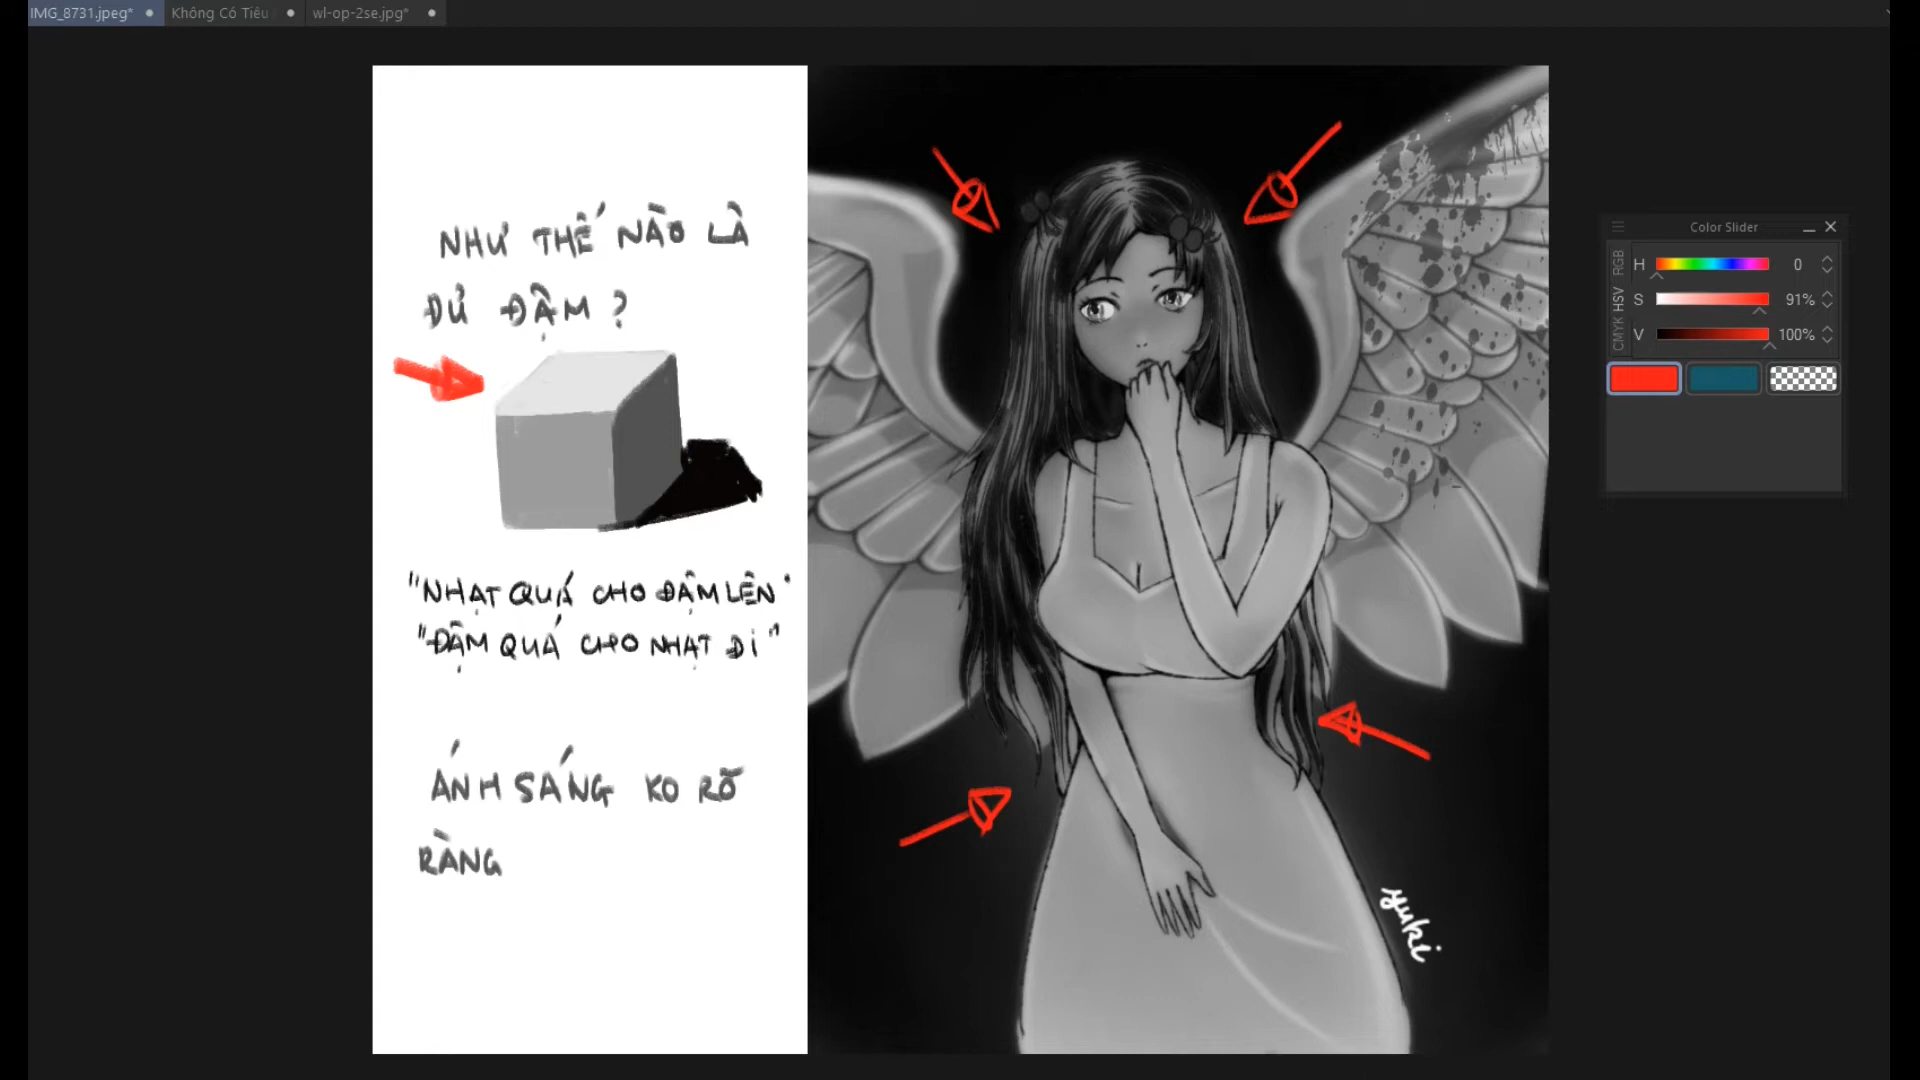 IMG_8731.jpeg*
Không Có Tiêu
wl-op-2se.jpg*
NHƯ THẾ NÀO LÀ
ĐỦ ĐẬM ?
"NHẠT QUÁ CHO ĐẬM LÊN"
"ĐẬM QUÁ CHO NHẠT ĐI"
ÁNH SÁNG KO RÕ
RÀNG
yuki
Color Slider
RGB
HSV
CMYK
H 0
S 91%
V 100%